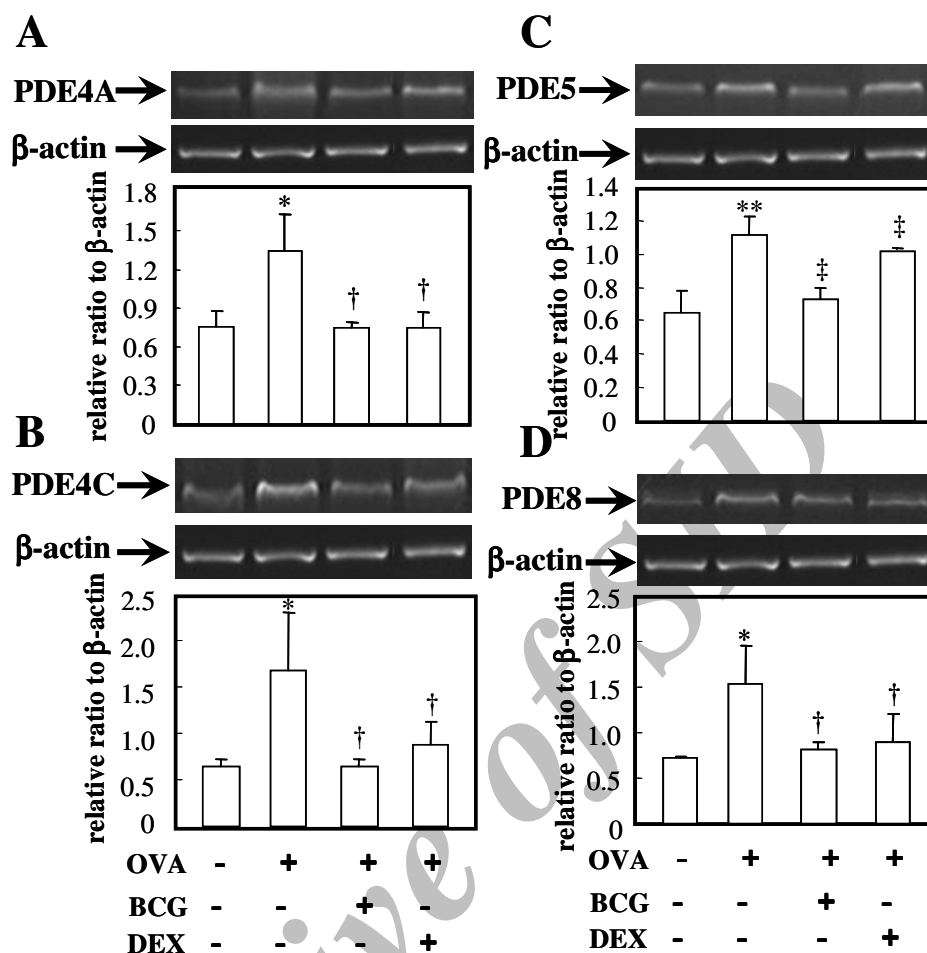 A
PDE4A
β-actin
relative ratio to β-actin
1.8
1.5
1.2
0.9
0.6
0.3
0
*
†
†
B
PDE4C
β-actin
relative ratio to β-actin
2.5
2.0
1.5
1.0
0.5
0
*
†
†
OVA - + + +
BCG - - + -
DEX - - - +
C
PDE5
β-actin
relative ratio to β-actin
1.4
1.2
1.0
0.8
0.6
0.4
0.2
0
**
‡
‡
D
PDE8
β-actin
relative ratio to β-actin
2.5
2.0
1.5
1.0
0.5
0
*
†
†
OVA - + + +
BCG - - + -
DEX - - - +
ive of SID